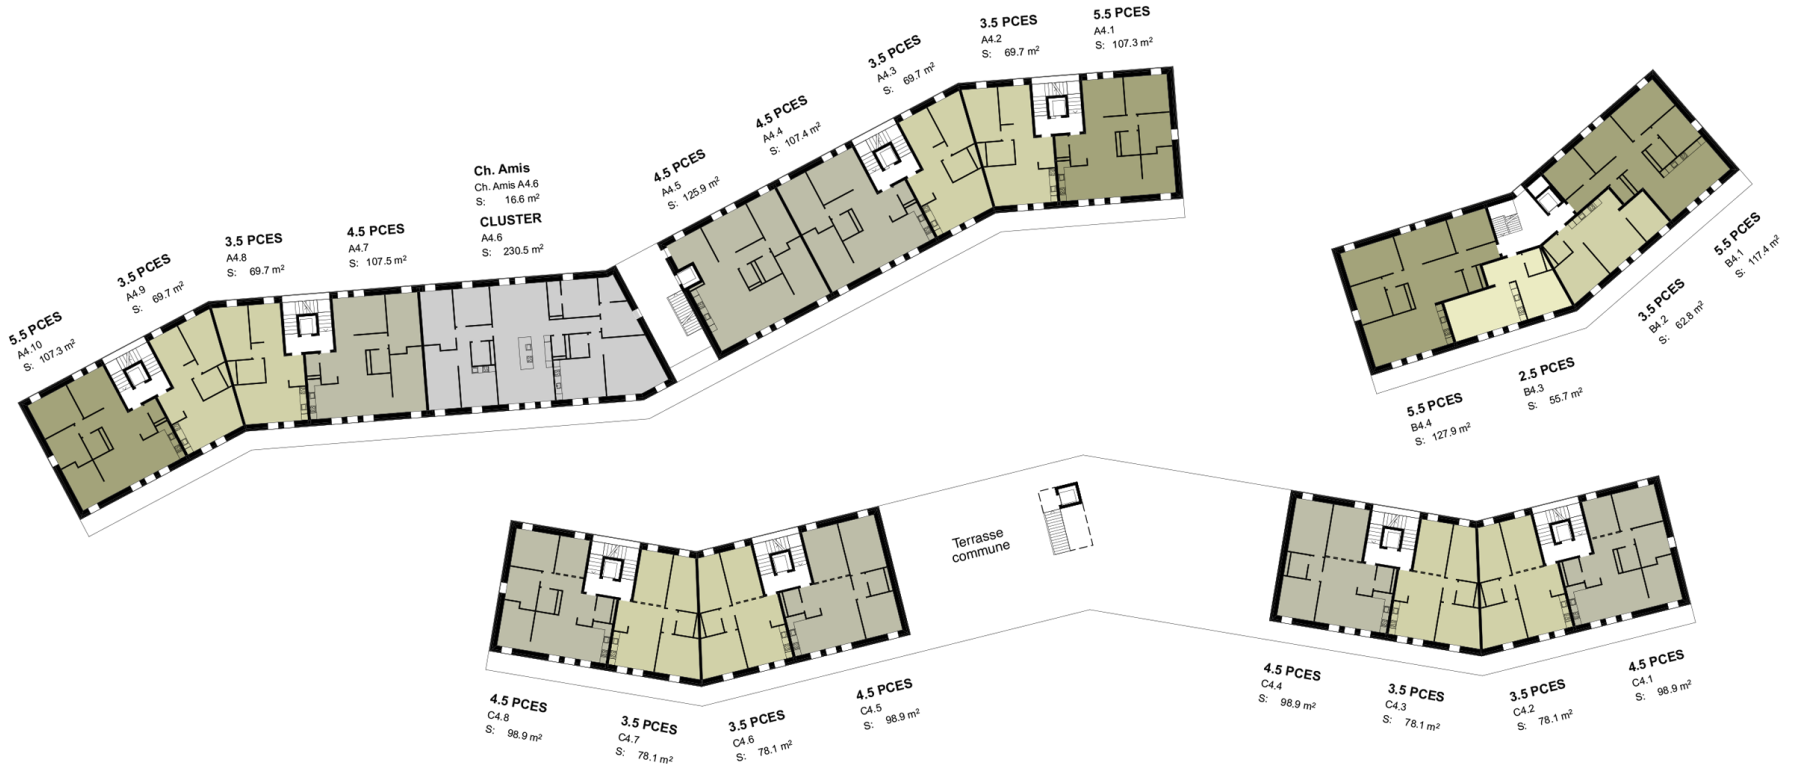 5.5 PCES
A4.10
S: 107.3 m²
3.5 PCES
A4.9
S: 69.7 m²
3.5 PCES
A4.8
S: 69.7 m²
4.5 PCES
A4.7
S: 107.5 m²
Ch. Amis
Ch. Amis A4.6
S: 16.6 m²
CLUSTER
A4.6
S: 230.5 m²
4.5 PCES
A4.5
S: 125.9 m²
4.5 PCES
A4.4
S: 107.4 m²
3.5 PCES
A4.3
S: 69.7 m²
3.5 PCES
A4.2
S: 69.7 m²
5.5 PCES
A4.1
S: 107.3 m²
5.5 PCES
B4.1
S: 117.4 m²
3.5 PCES
B4.2
S: 62.8 m²
2.5 PCES
B4.3
S: 55.7 m²
5.5 PCES
B4.4
S: 127.9 m²
Terrasse
commune
4.5 PCES
C4.8
S: 98.9 m²
3.5 PCES
C4.7
S: 78.1 m²
3.5 PCES
C4.6
S: 78.1 m²
4.5 PCES
C4.5
S: 98.9 m²
4.5 PCES
C4.4
S: 98.9 m²
3.5 PCES
C4.3
S: 78.1 m²
3.5 PCES
C4.2
S: 78.1 m²
4.5 PCES
C4.1
S: 98.9 m²